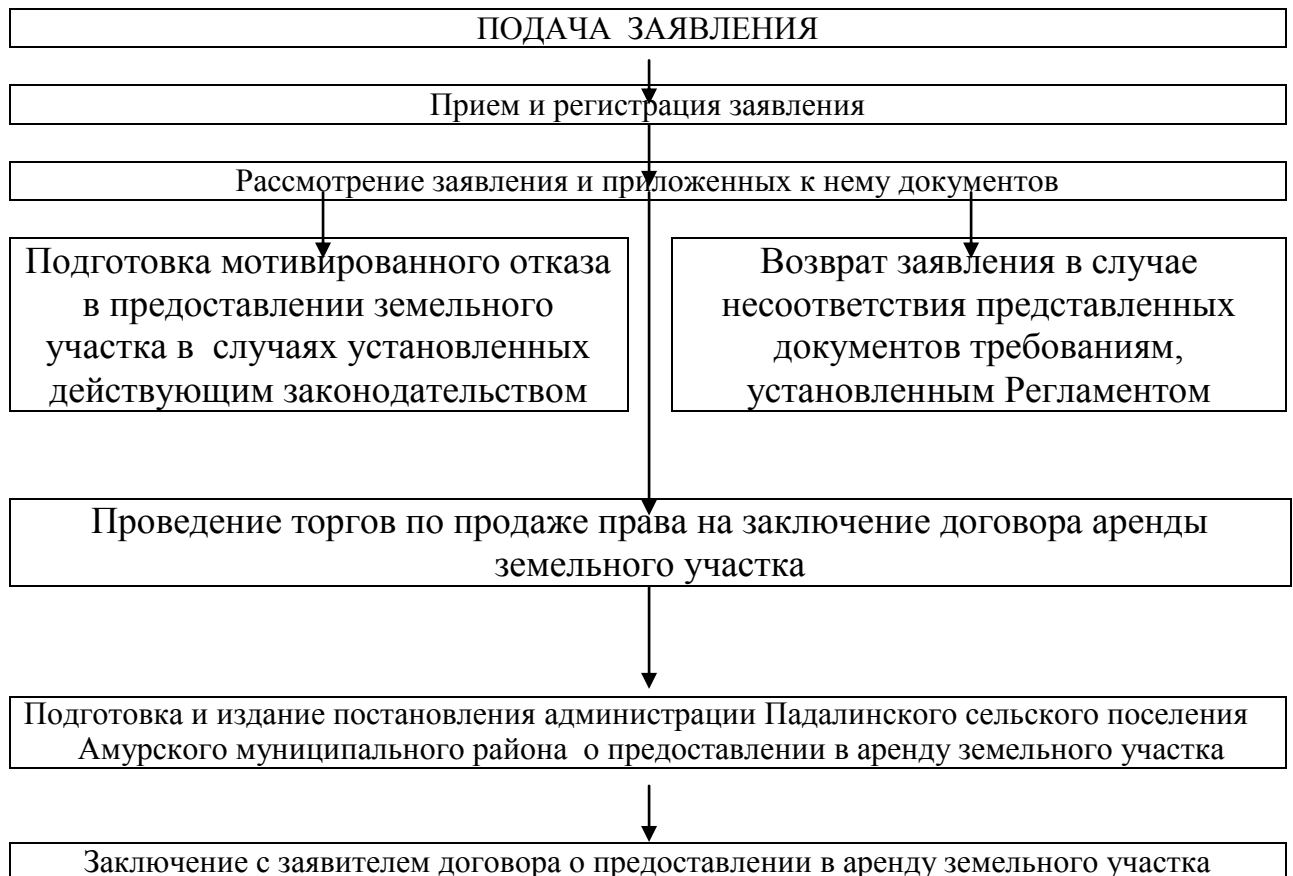 ПОДАЧА ЗАЯВЛЕНИЯ
Прием и регистрация заявления
Рассмотрение заявления и приложенных к нему документов
Подготовка мотивированного отказа
в предоставлении земельного
участка в случаях установленных
действующим законодательством
Возврат заявления в случае
несоответствия представленных
документов требованиям,
установленным Регламентом
Проведение торгов по продаже права на заключение договора аренды
земельного участка
Подготовка и издание постановления администрации Падалинского сельского поселения
Амурского муниципального района о предоставлении в аренду земельного участка
Заключение с заявителем договора о предоставлении в аренду земельного участка